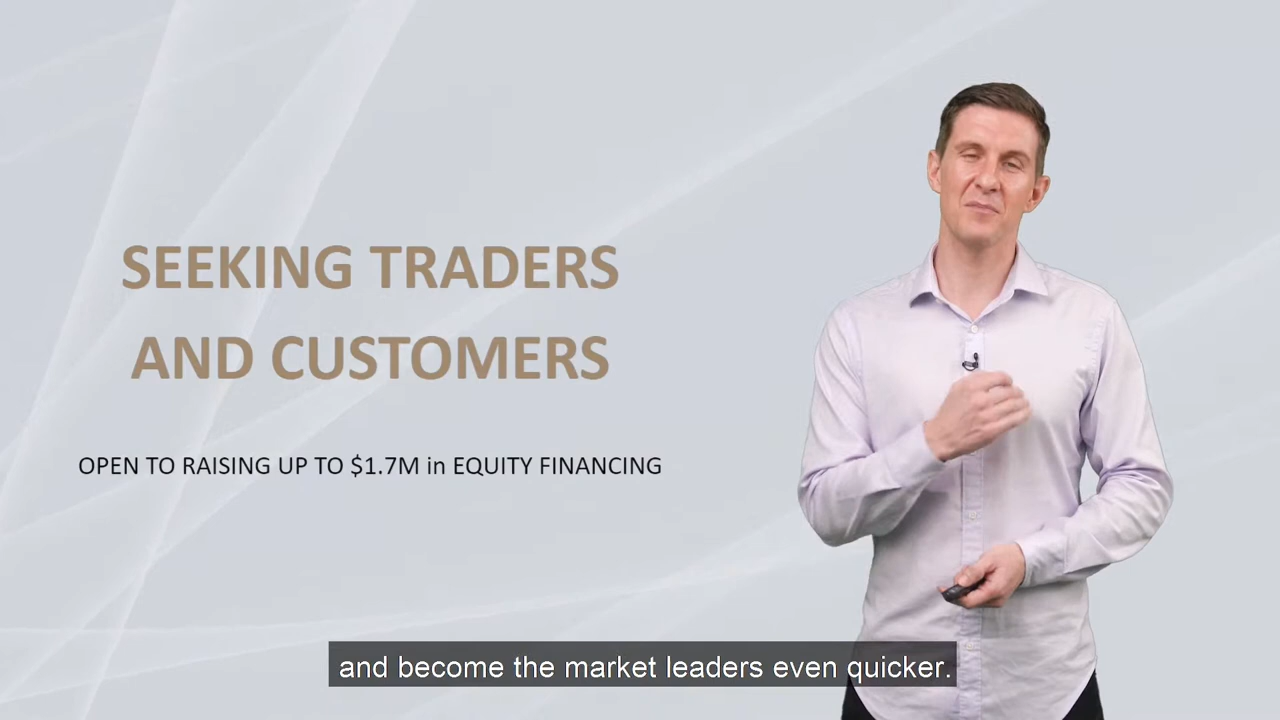 SEEKING TRADERS
AND CUSTOMERS
OPEN TO RAISING UP TO $1.7M in EQUITY FINANCING
and become the market leaders even quicker.